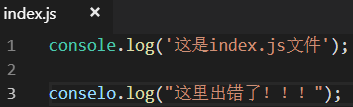 index.js ×
1 console.log('这是index.js文件');
2
3 conselo.log("这里出错了！！！");